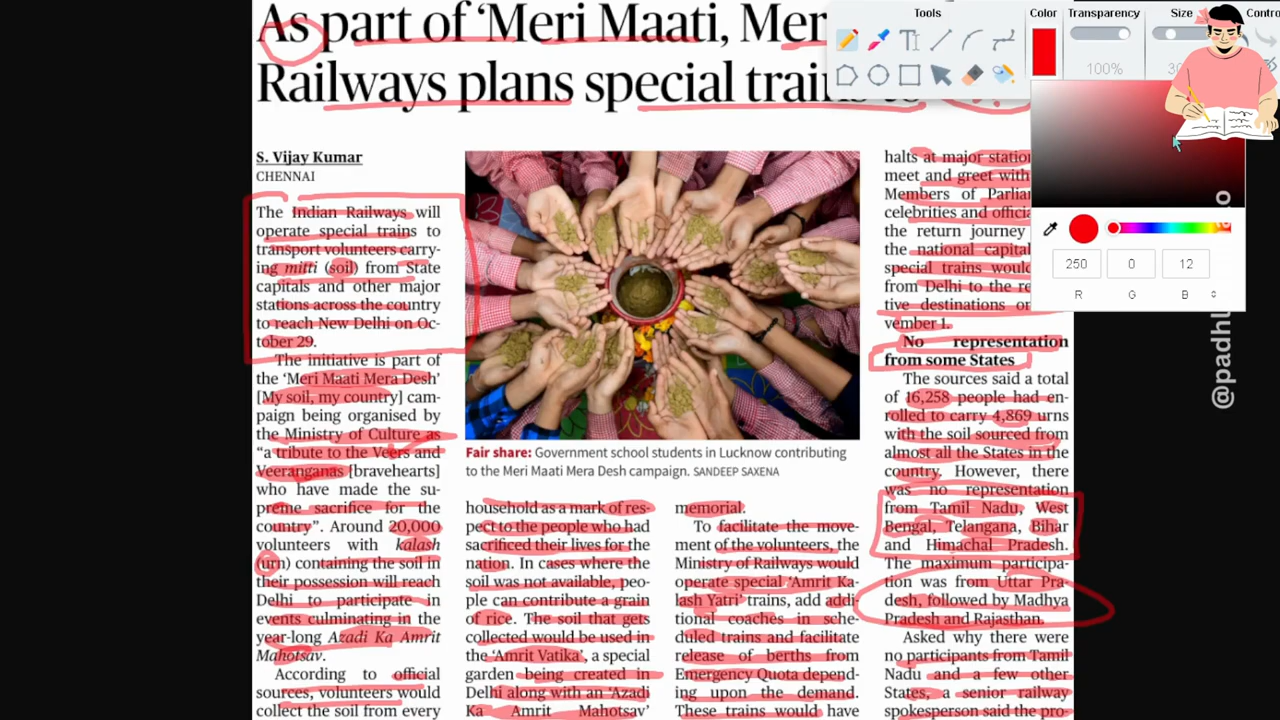 As part of ‘Meri Maati, Mer
Railways plans special trains to
S. Vijay Kumar
CHENNAI
The Indian Railways will
operate special trains to
transport volunteers carry-
ing mitti (soil) from State
capitals and other major
stations across the country
to reach New Delhi on Oc-
tober 29.
The initiative is part of
the ‘Meri Maati Mera Desh’
[My soil, my country] cam-
paign being organised by
the Ministry of Culture as
“a tribute to the Veers and
Veeranganas [bravehearts]
who have made the su-
preme sacrifice for the
country”. Around 20,000
volunteers with kalash
(urn) containing the soil in
their possession will reach
Delhi to participate in
events culminating in the
year-long Azadi Ka Amrit
Mahotsav.
According to official
sources, volunteers would
collect the soil from every
Fair share: Government school students in Lucknow contributing
to the Meri Maati Mera Desh campaign. SANDEEP SAXENA
household as a mark of res-
pect to the people who had
sacrificed their lives for the
nation. In cases where the
soil was not available, peo-
ple can contribute a grain
of rice. The soil that gets
collected would be used in
the ‘Amrit Vatika’, a special
garden being created in
Delhi along with an ‘Azadi
Ka Amrit Mahotsav’
memorial.
To facilitate the move-
ment of the volunteers, the
Ministry of Railways would
operate special ‘Amrit Ka-
lash Yatri’ trains, add addi-
tional coaches in sche-
duled trains and facilitate
release of berths from
Emergency Quota depend-
ing upon the demand.
These trains would have
halts at major station
meet and greet with
Members of Parlia
celebrities and officia
the return journey
the national capital
special trains would
from Delhi to the re
tive destinations on
vember 1.
No representation
from some States
The sources said a total
of 16,258 people had en-
rolled to carry 4,869 urns
with the soil sourced from
almost all the States in the
country. However, there
was no representation
from Tamil Nadu, West
Bengal, Telangana, Bihar
and Himachal Pradesh.
The maximum participa-
tion was from Uttar Pra-
desh, followed by Madhya
Pradesh and Rajasthan.
Asked why there were
no participants from Tamil
Nadu and a few other
States, a senior railway
spokesperson said the pro-
Tools
Color
Transparency
Size
Contro
100%
250
0
12
R
G
B
@padhl
o